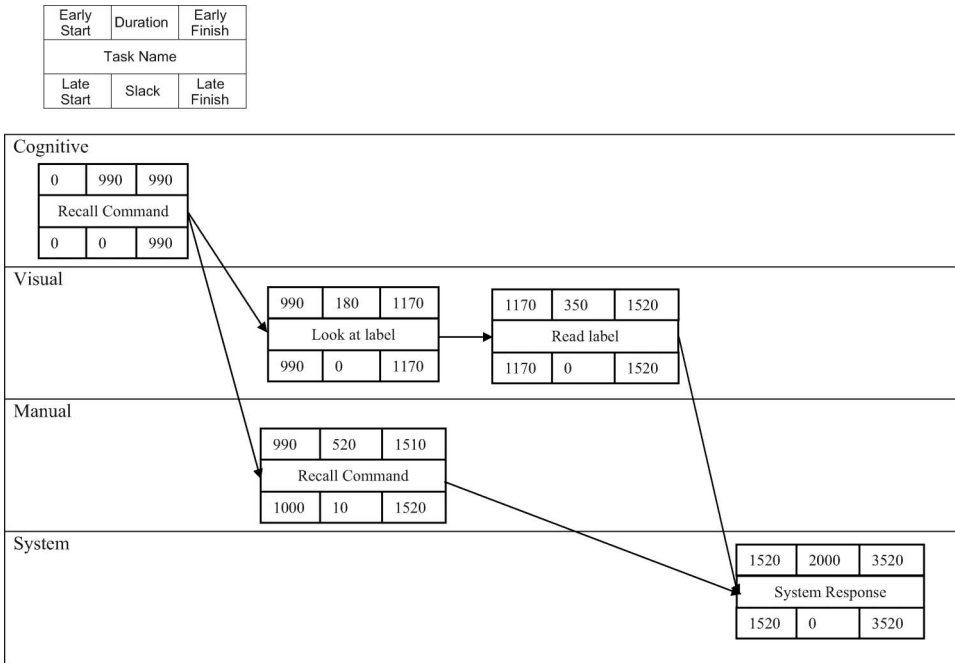 Early Start Duration Early Finish
Task Name
Late Start Slack Late Finish
Cognitive
0 990 990
Recall Command
0 0 990
Visual
990 180 1170
Look at label
990 0 1170
1170 350 1520
Read label
1170 0 1520
Manual
990 520 1510
Recall Command
1000 10 1520
System
1520 2000 3520
System Response
1520 0 3520